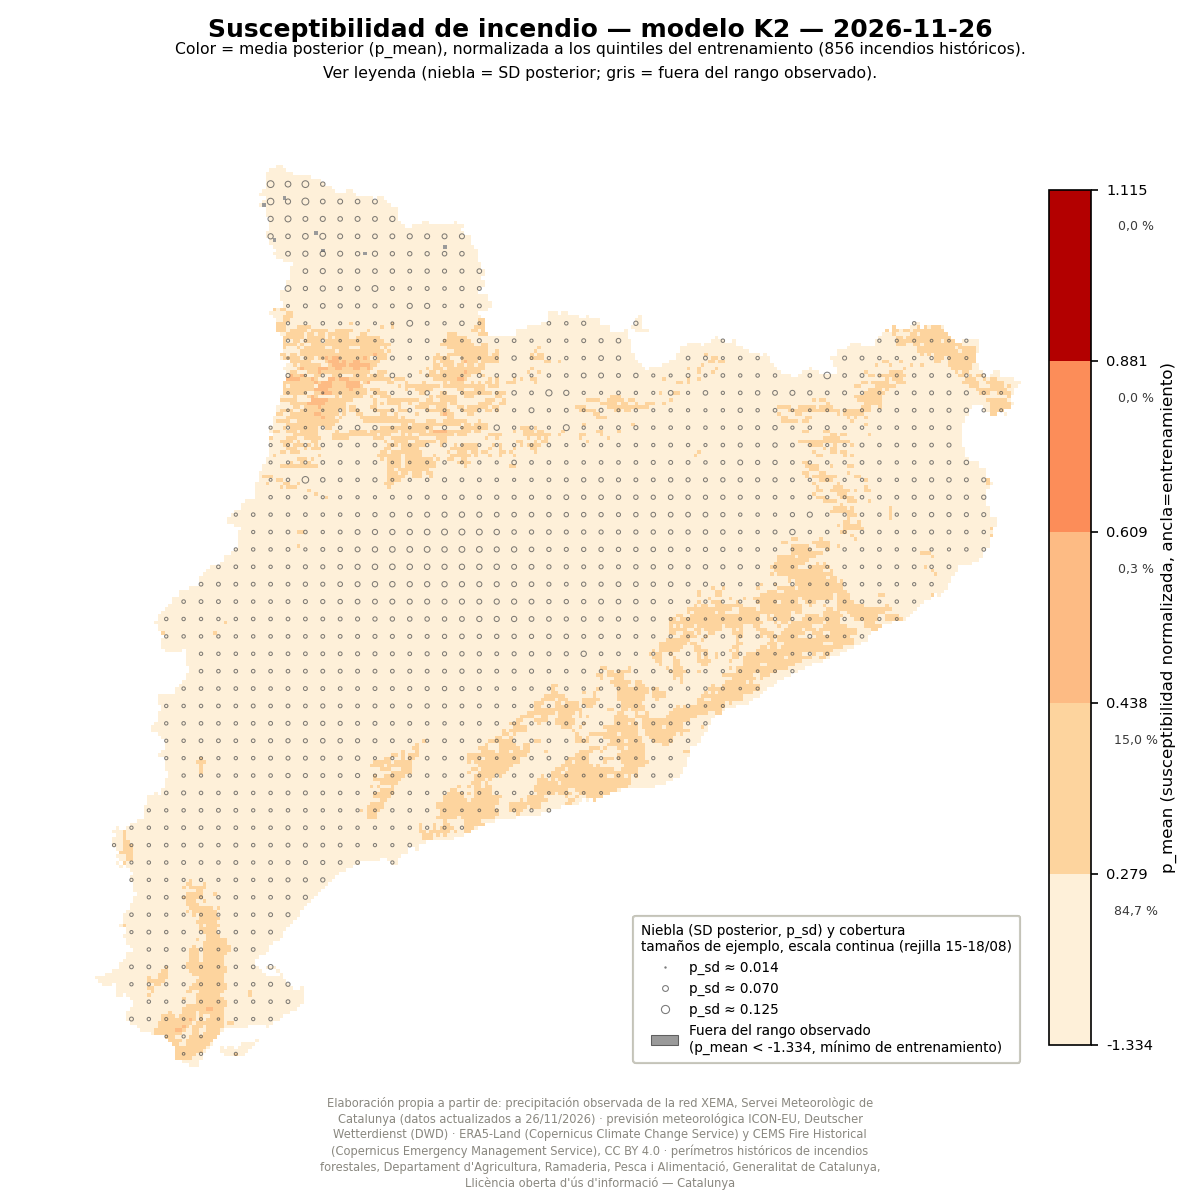 Susceptibilidad de incendio — modelo K2 — 2026-11-26
Color = media posterior (p_mean), normalizada a los quintiles del entrenamiento (856 incendios históricos).
Ver leyenda (niebla = SD posterior; gris = fuera del rango observado).
1.115
0,0 %
0.881
0,0 %
0.609
0,3 %
0.438
15,0 %
0.279
84,7 %
-1.334
p_mean (susceptibilidad normalizada, ancla=entrenamiento)
Niebla (SD posterior, p_sd) y cobertura
tamaños de ejemplo, escala continua (rejilla 15-18/08)
p_sd ≈ 0.014
p_sd ≈ 0.070
p_sd ≈ 0.125
Fuera del rango observado
(p_mean < -1.334, mínimo de entrenamiento)
Elaboración propia a partir de: precipitación observada de la red XEMA, Servei Meteorològic de
Catalunya (datos actualizados a 26/11/2026) · previsión meteorológica ICON-EU, Deutscher
Wetterdienst (DWD) · ERA5-Land (Copernicus Climate Change Service) y CEMS Fire Historical
(Copernicus Emergency Management Service), CC BY 4.0 · perímetros históricos de incendios
forestales, Departament d'Agricultura, Ramaderia, Pesca i Alimentació, Generalitat de Catalunya,
Llicència oberta d'ús d'informació — Catalunya